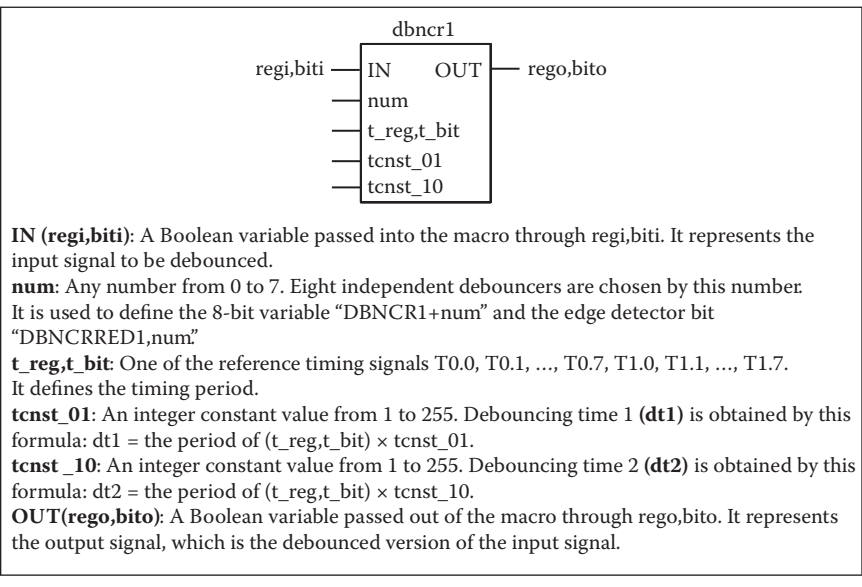 dbncr1
regi,biti IN OUT rego,bito
num
t_reg,t_bit
tcnst_01
tcnst_10
IN (regi,biti): A Boolean variable passed into the macro through regi,biti. It represents the
input signal to be debounced.
num: Any number from 0 to 7. Eight independent debouncers are chosen by this number.
It is used to define the 8-bit variable “DBNCR1+num” and the edge detector bit
“DBNCRRED1,num.”
t_reg,t_bit: One of the reference timing signals T0.0, T0.1, …, T0.7, T1.0, T1.1, …, T1.7.
It defines the timing period.
tcnst_01: An integer constant value from 1 to 255. Debouncing time 1 (dt1) is obtained by this
formula: dt1 = the period of (t_reg,t_bit) × tcnst_01.
tcnst _10: An integer constant value from 1 to 255. Debouncing time 2 (dt2) is obtained by this
formula: dt2 = the period of (t_reg,t_bit) × tcnst_10.
OUT(rego,bito): A Boolean variable passed out of the macro through rego,bito. It represents
the output signal, which is the debounced version of the input signal.